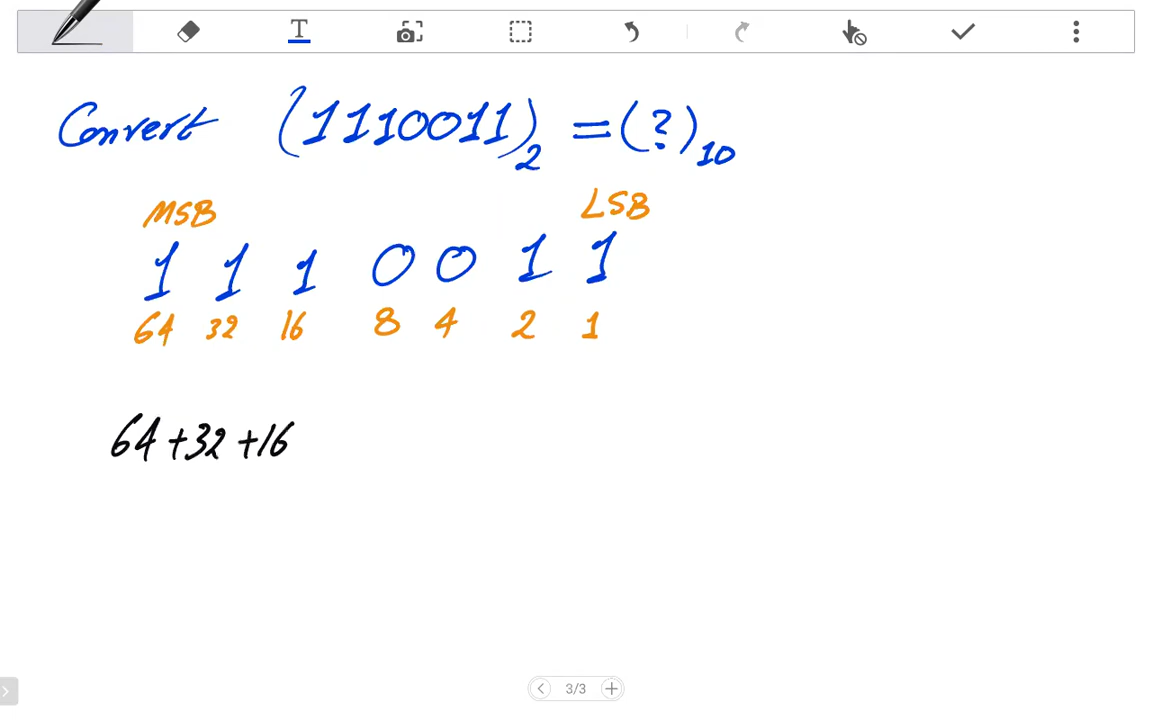 T
Convert (1110011)₂ = (?)₁₀
MSB LSB
1 1 1 0 0 1 1
64 32 16 8 4 2 1
64+32+16
3/3